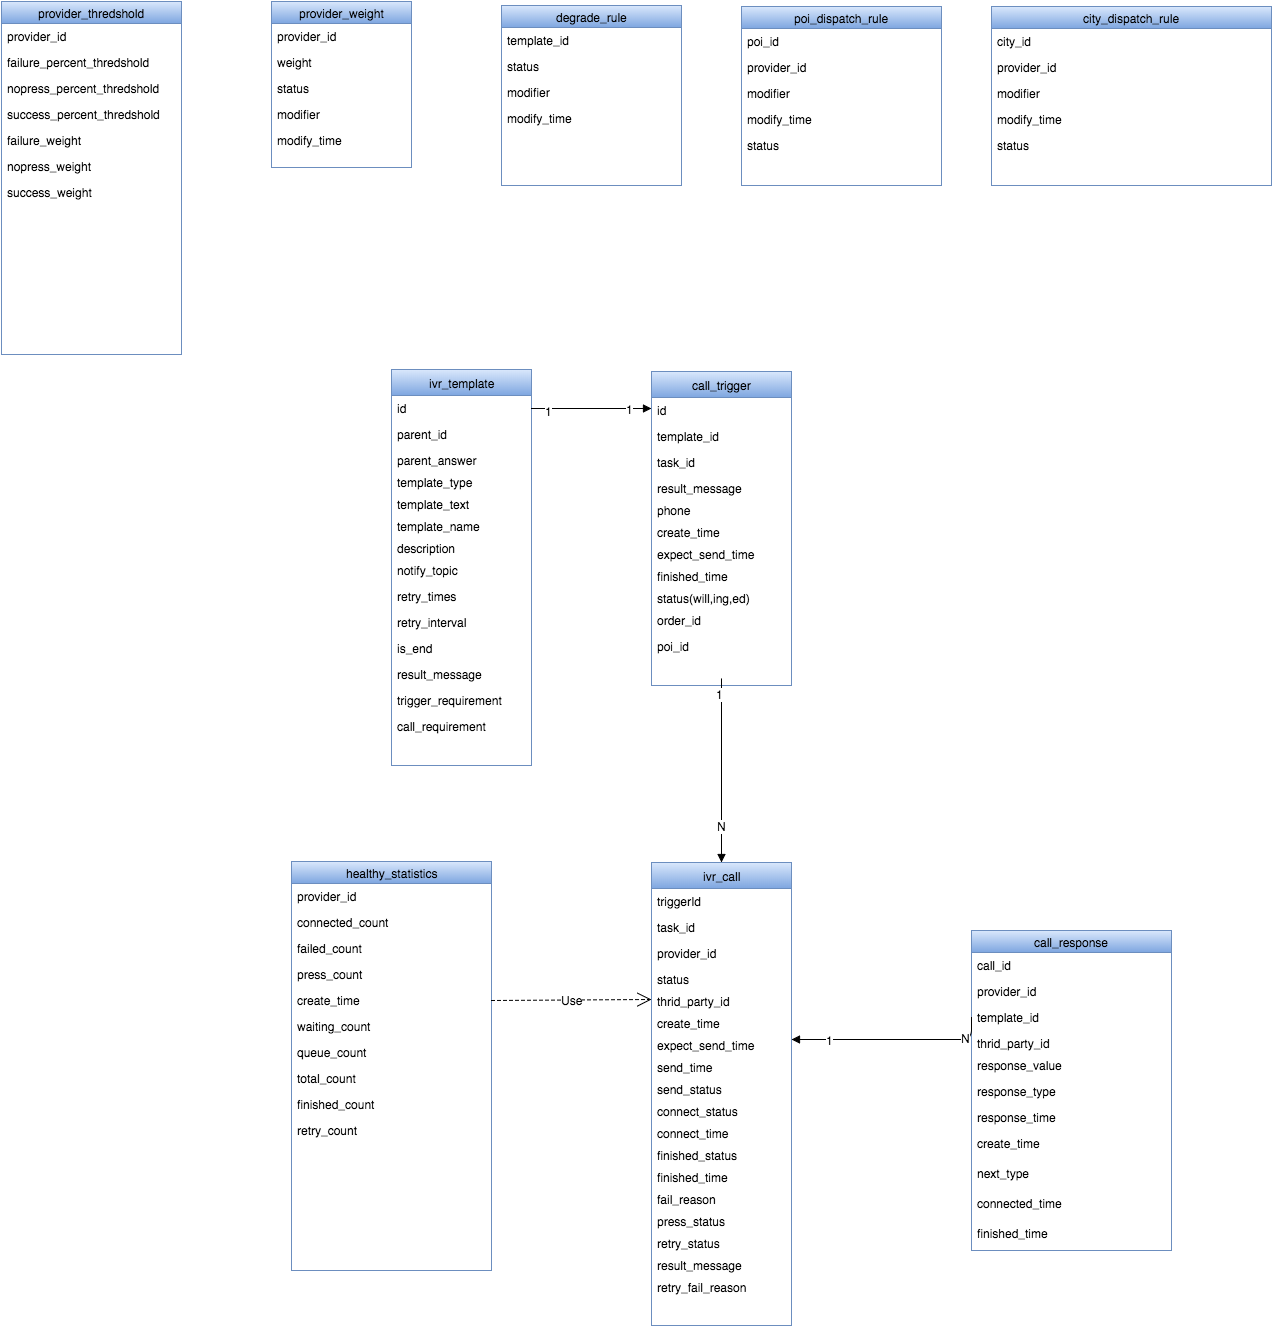 provider_thredshold
provider_id
failure_percent_thredshold
nopress_percent_thredshold
success_percent_thredshold
failure_weight
nopress_weight
success_weight
provider_weight
provider_id
weight
status
modifier
modify_time
degrade_rule
template_id
status
modifier
modify_time
poi_dispatch_rule
poi_id
provider_id
modifier
modify_time
status
city_dispatch_rule
city_id
provider_id
modifier
modify_time
status
ivr_template
id
parent_id
parent_answer
template_type
template_text
template_name
description
notify_topic
retry_times
retry_interval
is_end
result_message
trigger_requirement
call_requirement
1
1
call_trigger
id
template_id
task_id
result_message
phone
create_time
expect_send_time
finished_time
status(will,ing,ed)
order_id
poi_id
1
N
healthy_statistics
provider_id
connected_count
failed_count
press_count
create_time
waiting_count
queue_count
total_count
finished_count
retry_count
Use
ivr_call
triggerId
task_id
provider_id
status
thrid_party_id
create_time
expect_send_time
send_time
send_status
connect_status
connect_time
finished_status
finished_time
fail_reason
press_status
retry_status
result_message
retry_fail_reason
1
N
call_response
call_id
provider_id
template_id
thrid_party_id
response_value
response_type
response_time
create_time
next_type
connected_time
finished_time